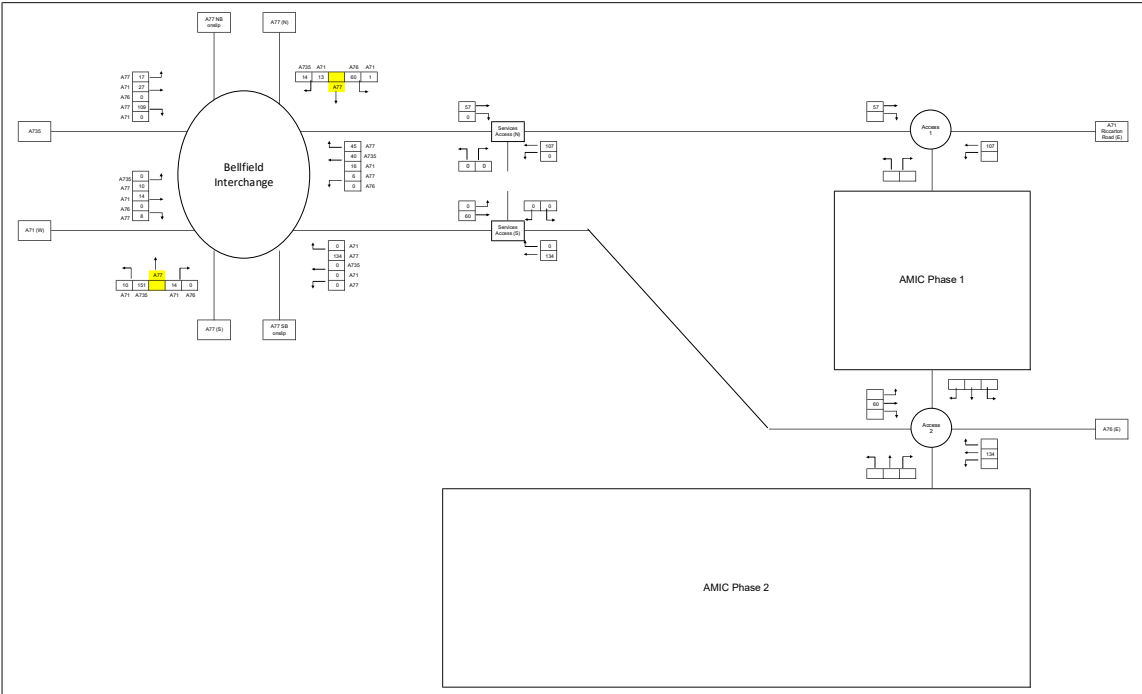 A77 NB
onslip
A77 (N)
A735 A71 A76 A71
14 13 60 1
A77
A77 17
A71 27
A76 0
A77 109
A71 0
A735
57
0
Services
Access (N)
57
Access
1
A71
Riccarton
Road (E)
107
0
107
0 0
45 A77
40 A735
16 A71
6 A77
0 A76
Bellfield
Interchange
A735 0
A77 10
A71 14
A76 0
A77 8
A71 (W)
0
60
0 0
Services
Access (S)
0
134
0 A71
134 A77
0 A735
0 A71
0 A77
A77
10 151 14 0
A71 A735 A71 A76
A77 (S)
A77 SB
onslip
AMIC Phase 1
60
Access
2
A76 (E)
134
AMIC Phase 2